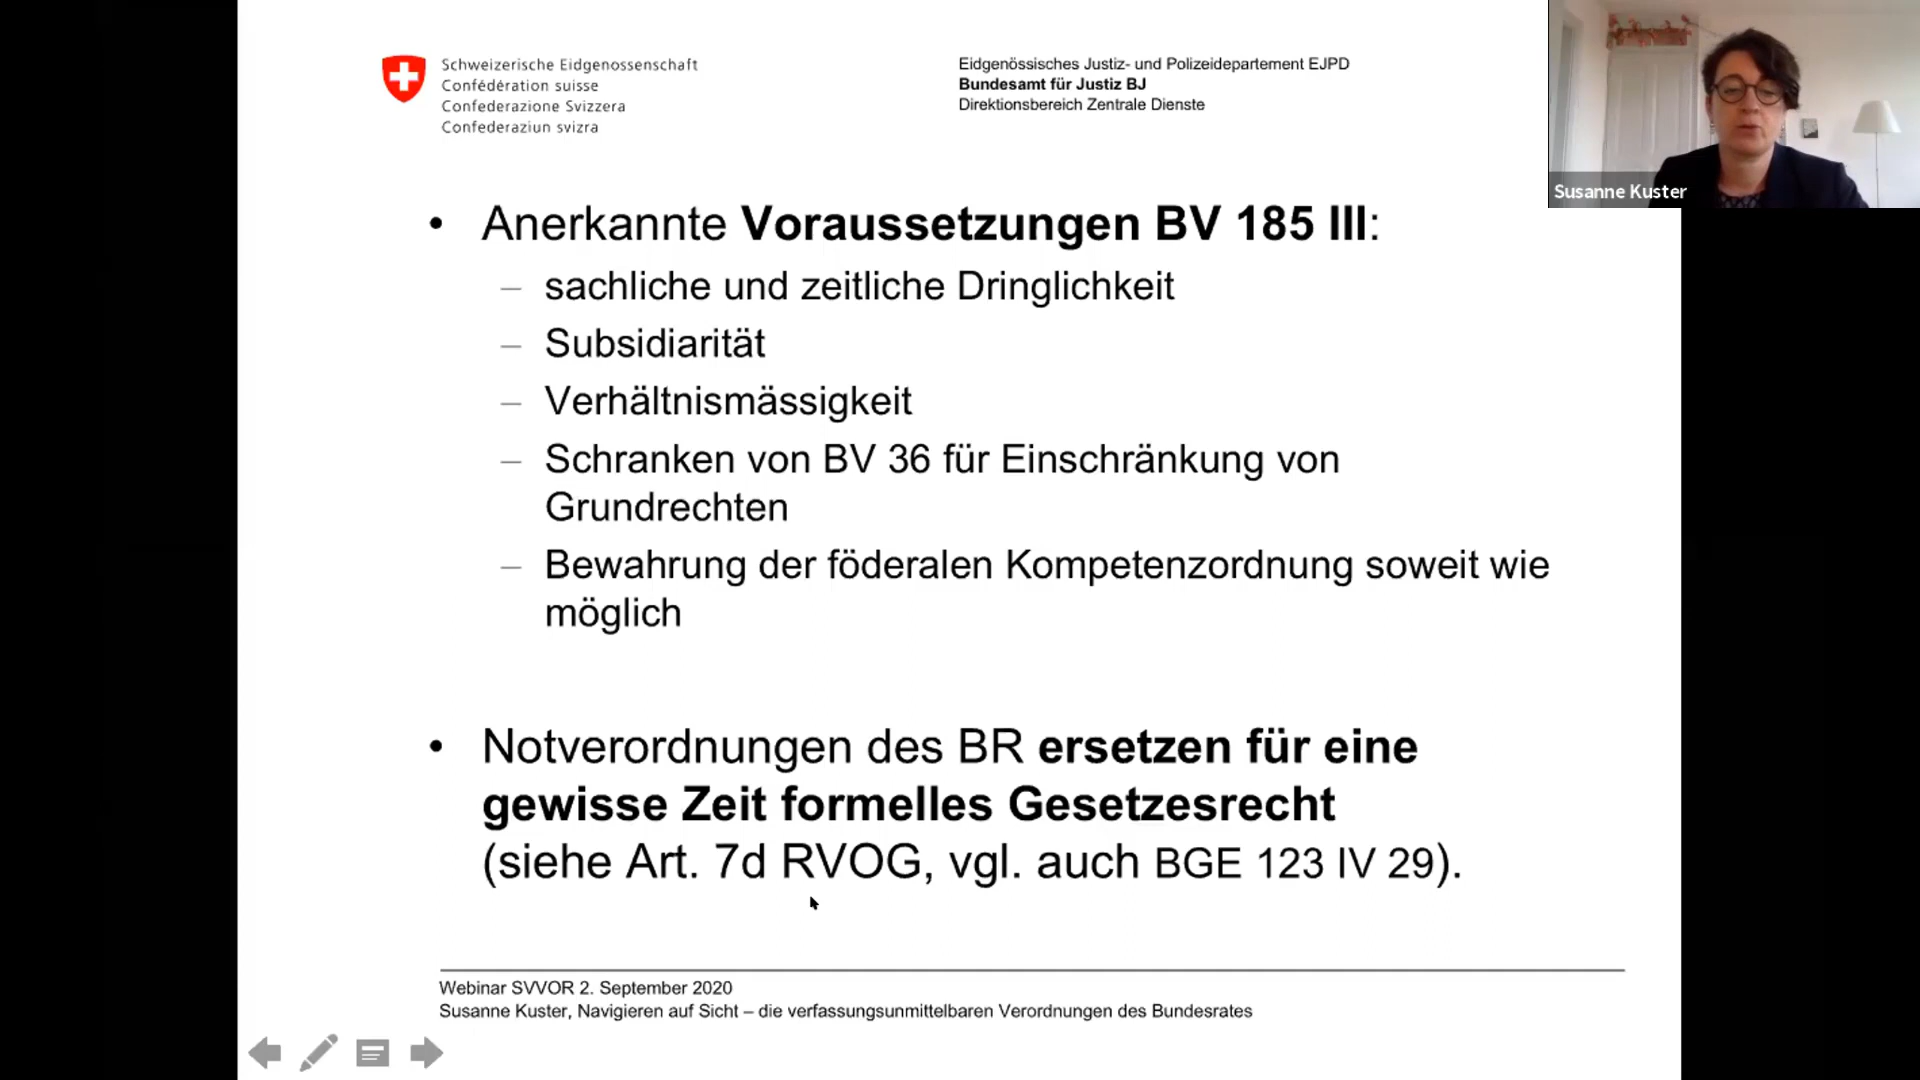 Schweizerische Eidgenossenschaft
Confédération suisse
Confederazione Svizzera
Confederaziun svizra
Eidgenössisches Justiz- und Polizeidepartement EJPD
Bundesamt für Justiz BJ
Direktionsbereich Zentrale Dienste
Susanne Kuster
• Anerkannte Voraussetzungen BV 185 III:
– sachliche und zeitliche Dringlichkeit
– Subsidiarität
– Verhältnismässigkeit
– Schranken von BV 36 für Einschränkung von
Grundrechten
– Bewahrung der föderalen Kompetenzordnung soweit wie
möglich
• Notverordnungen des BR ersetzen für eine
gewisse Zeit formelles Gesetzesrecht
(siehe Art. 7d RVOG, vgl. auch BGE 123 IV 29).
Webinar SVVOR 2. September 2020
Susanne Kuster, Navigieren auf Sicht – die verfassungsunmittelbaren Verordnungen des Bundesrates